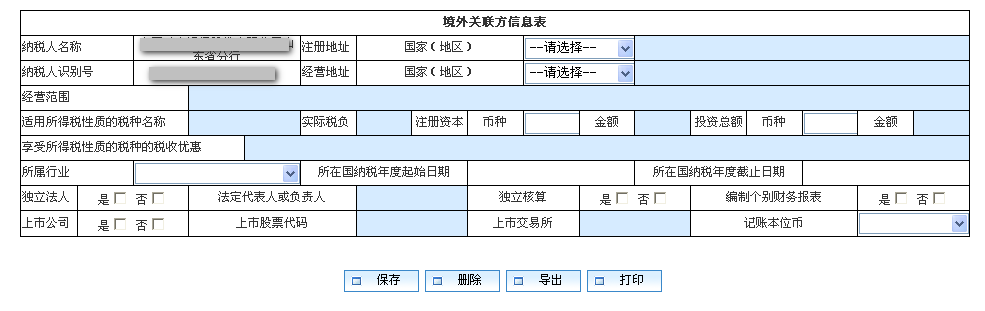 境外关联方信息表
纳税人名称 东省分行 注册地址 国家（地区） --请选择--
纳税人识别号 经营地址 国家（地区） --请选择--
经营范围
适用所得税性质的税种名称 实际税负 注册资本 币种 金额 投资总额 币种 金额
享受所得税性质的税种的税收优惠
所属行业 所在国纳税年度起始日期 所在国纳税年度截止日期
独立法人 是 否 法定代表人或负责人 独立核算 是 否 编制个别财务报表 是 否
上市公司 是 否 上市股票代码 上市交易所 记账本位币
保存 删除 导出 打印